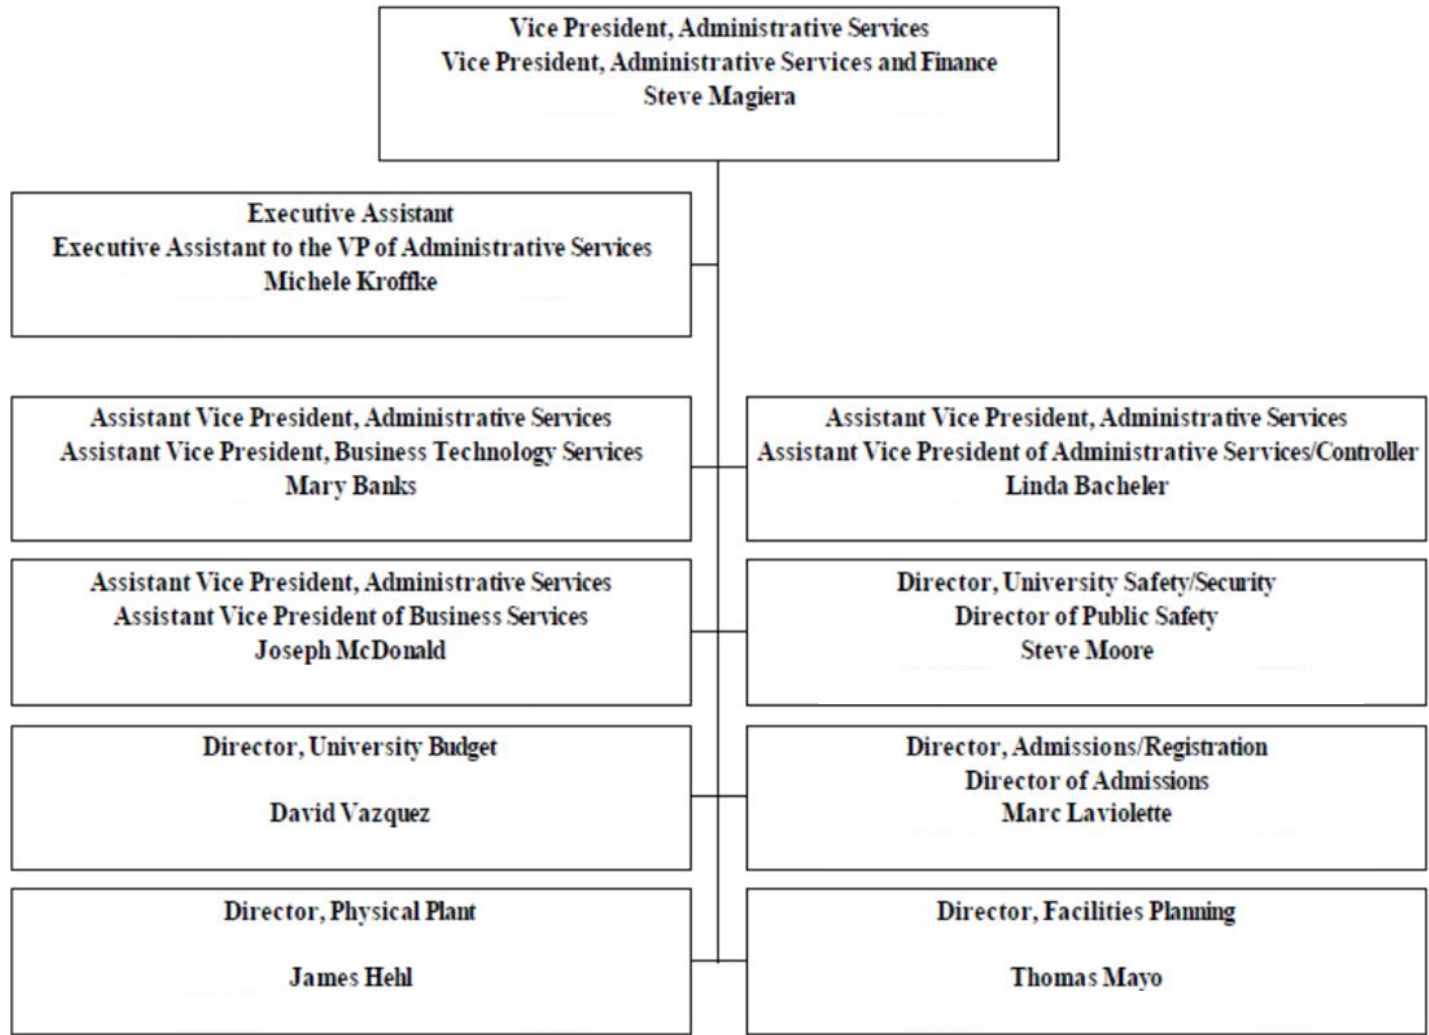 Vice President, Administrative Services
Vice President, Administrative Services and Finance
Steve Magiera
Executive Assistant
Executive Assistant to the VP of Administrative Services
Michele Kroffke
Assistant Vice President, Administrative Services
Assistant Vice President, Business Technology Services
Mary Banks
Assistant Vice President, Administrative Services
Assistant Vice President of Administrative Services/Controller
Linda Bacheler
Assistant Vice President, Administrative Services
Assistant Vice President of Business Services
Joseph McDonald
Director, University Safety/Security
Director of Public Safety
Steve Moore
Director, University Budget
David Vazquez
Director, Admissions/Registration
Director of Admissions
Marc Laviolette
Director, Physical Plant
James Hehl
Director, Facilities Planning
Thomas Mayo